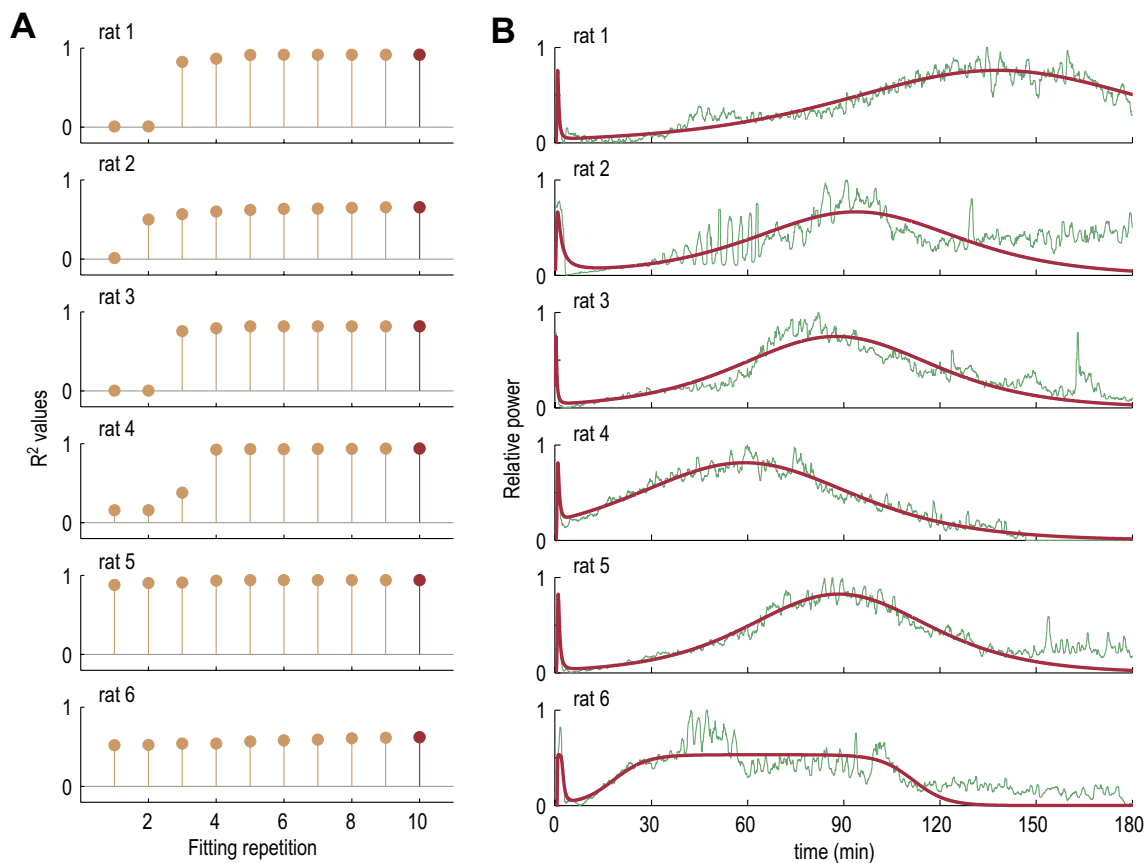 A
rat 1
1
0
rat 2
1
0
rat 3
1
0
rat 4
1
0
rat 5
1
0
rat 6
1
0
2 4 6 8 10
Fitting repetition
R² values
B
rat 1
1
0
rat 2
1
0
rat 3
1
0
rat 4
1
0
rat 5
1
0
rat 6
1
0
0 30 60 90 120 150 180
time (min)
Relative power